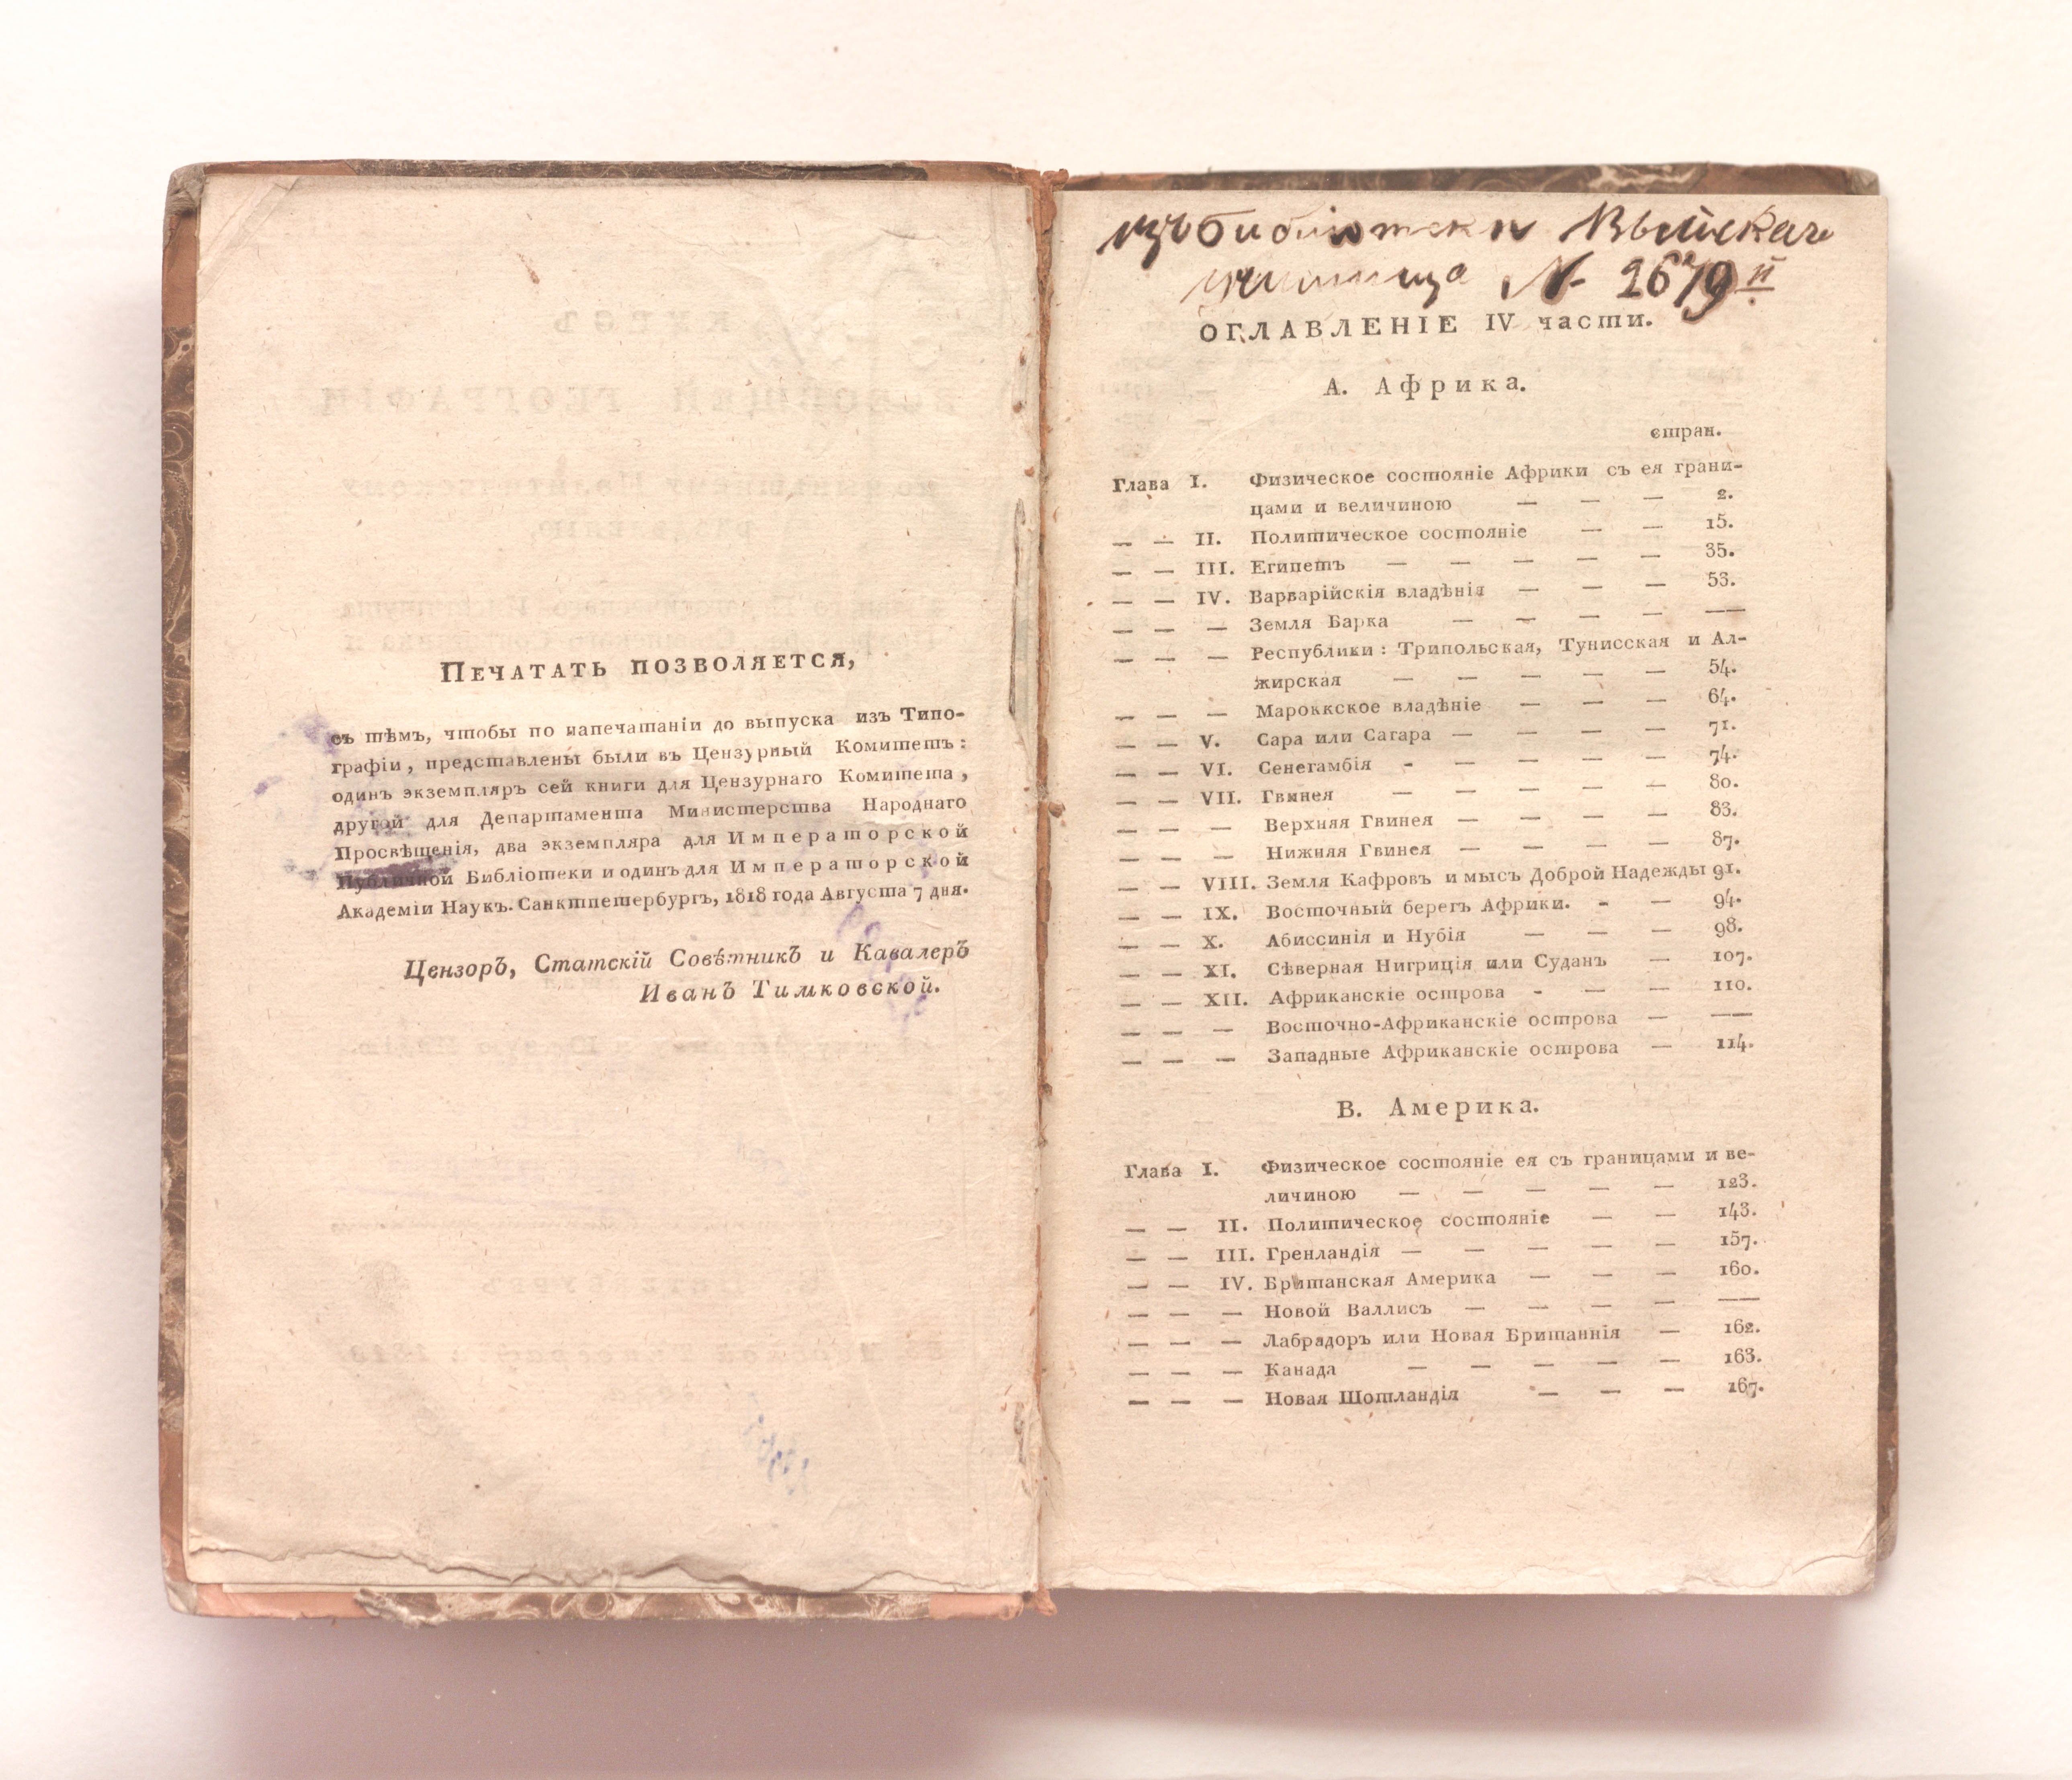 Печатать позволяется,
съ тѣмъ, чтобы по напечатаніи до выпуска изъ Типо-
графіи, представлены были въ Цензурный Комитетъ:
одинъ экземпляръ сей книги для Цензурнаго Комитета,
другой для Департамента Министерства Народнаго
Просвѣщенія, два экземпляра для Императорской
Публичной Библіотеки и одинъ для Императорской
Академіи Наукъ. Санктпетербургъ, 1818 года Августа 7 дня.
Цензоръ, Статскій Совѣтникъ и Кавалеръ
Иванъ Тимковской.
изъ библіотеки Выйскаго
училища № 2679й
ОГЛАВЛЕНІЕ IV части.
А. Африка.
стран.
Глава I. Физическое состояніе Африки съ ея грани-
цами и величиною — — — 2.
— — II. Политическое состояніе — — 15.
— — III. Египетъ — — — — — 35.
— — IV. Варварійскія владѣнія — — — 53.
— — — Земля Барка — — — — ——
— — — Республики: Трипольская, Тунисская и Ал-
жирская — — — — — 54.
— — — Мароккское владѣніе — — — 64.
— — V. Сара или Сагара — — — — 71.
— — VI. Сенегамбія - — — — — 74.
— — VII. Гвинея — — — — — 80.
— — — Верхняя Гвинея — — — — 83.
— — — Нижняя Гвинея — — — — 87.
— — VIII. Земля Кафровъ и мысъ Доброй Надежды 91.
— — IX. Восточный берегъ Африки. - — 94.
— — X. Абиссинія и Нубія — — — 98.
— — XI. Сѣверная Нигриція или Суданъ — 107.
— — XII. Африканскіе острова - — — 110.
— — — Восточно-Африканскіе острова — ——
— — — Западные Африканскіе острова — 114.
В. Америка.
Глава I. Физическое состояніе ея съ границами и ве-
личиною — — — — — 123.
— — II. Политическое состояніе — — 143.
— — III. Гренландія — — — — — 157.
— — IV. Британская Америка — — — 160.
— — — Новой Валлисъ — — — — ——
— — — Лабрадоръ или Новая Британнія — 162.
— — — Канада — — — — — 163.
— — — Новая Шотландія — — — 167.